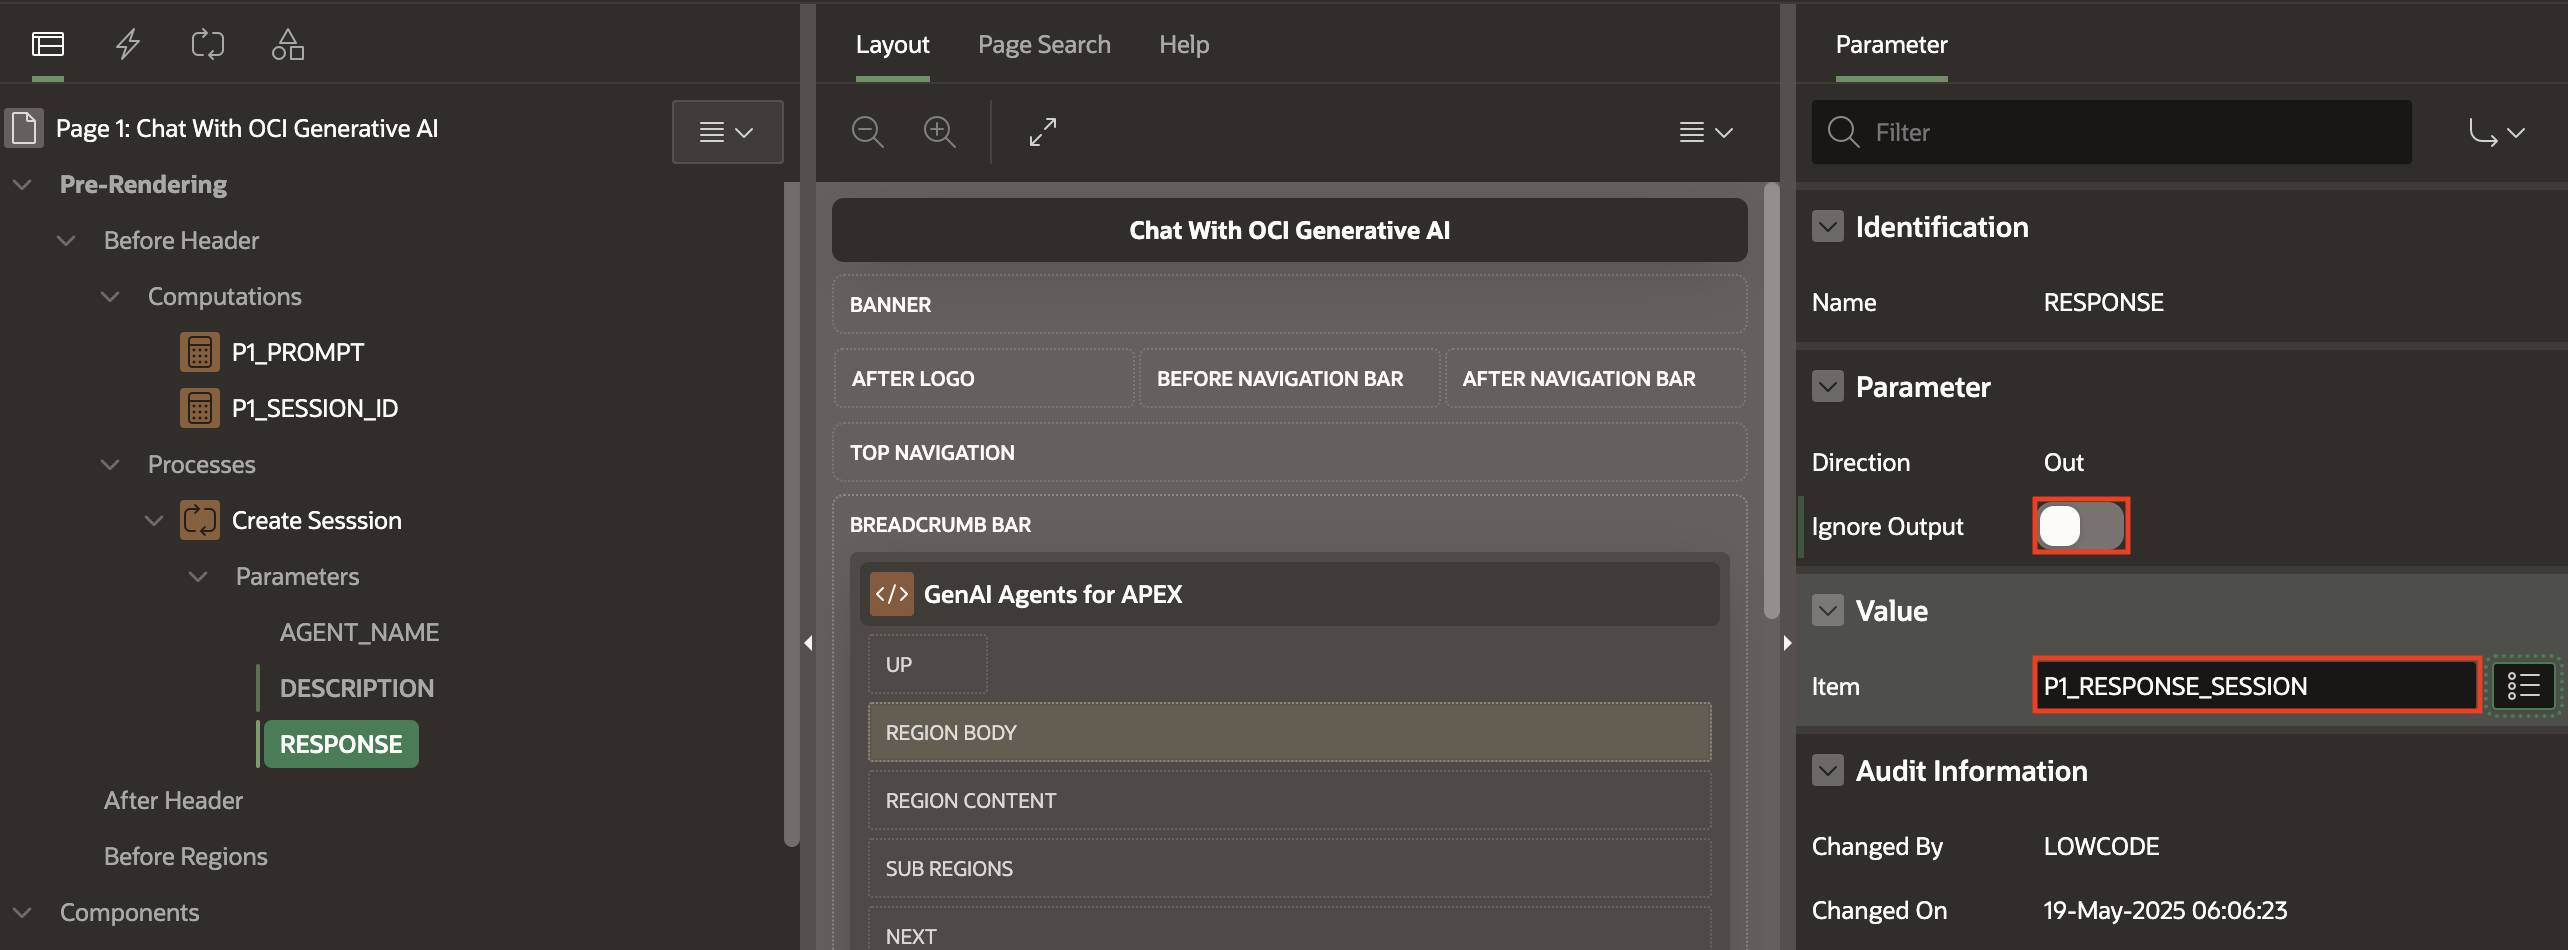 Page 1: Chat With OCI Generative AI
Pre-Rendering
Before Header
Computations
P1_PROMPT
P1_SESSION_ID
Processes
Create Sesssion
Parameters
AGENT_NAME
DESCRIPTION
RESPONSE
After Header
Before Regions
Components
Layout Page Search Help
Chat With OCI Generative AI
BANNER
AFTER LOGO BEFORE NAVIGATION BAR AFTER NAVIGATION BAR
TOP NAVIGATION
BREADCRUMB BAR
</> GenAI Agents for APEX
UP
REGION BODY
REGION CONTENT
SUB REGIONS
NEXT
Parameter
Filter
Identification
Name RESPONSE
Parameter
Direction Out
Ignore Output
Value
Item P1_RESPONSE_SESSION
Audit Information
Changed By LOWCODE
Changed On 19-May-2025 06:06:23